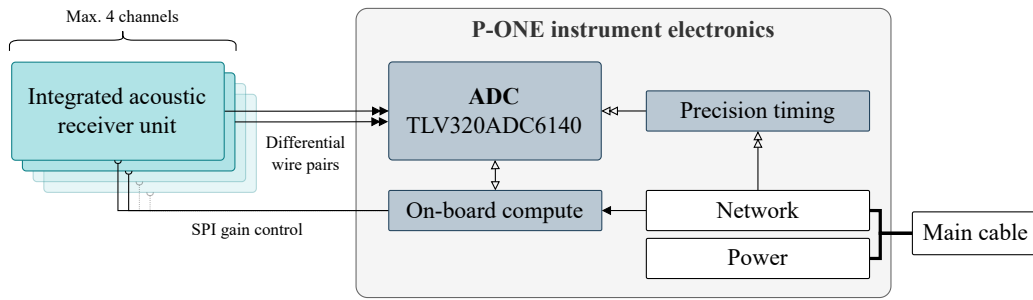 Max. 4 channels
P-ONE instrument electronics
Integrated acoustic
receiver unit
ADC
TLV320ADC6140
Precision timing
Differential
wire pairs
On-board compute
Network
SPI gain control
Main cable
Power